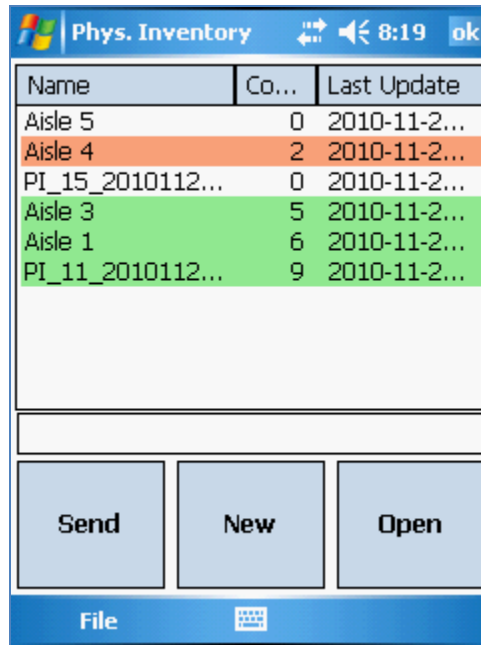 Phys. Inventory 8:19 ok
Name Co... Last Update
Aisle 5 0 2010-11-2...
Aisle 4 2 2010-11-2...
PI_15_2010112... 0 2010-11-2...
Aisle 3 5 2010-11-2...
Aisle 1 6 2010-11-2...
PI_11_2010112... 9 2010-11-2...
Send New Open
File